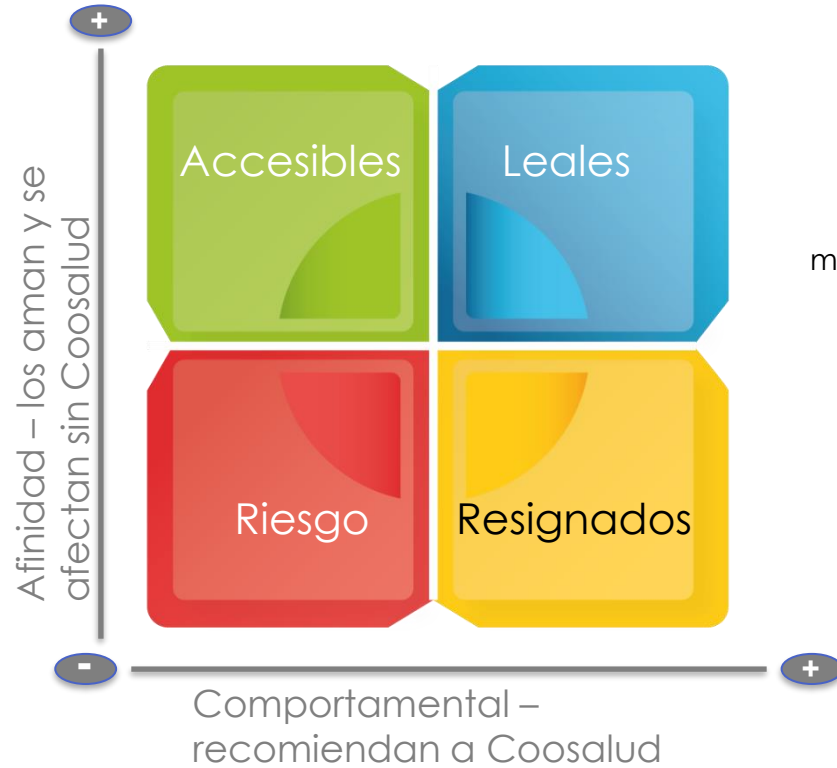 +
Afinidad – los aman y se
afectan sin Coosalud
Accesibles
Leales
m
Riesgo
Resignados
-
+
Comportamental –
recomiendan a Coosalud